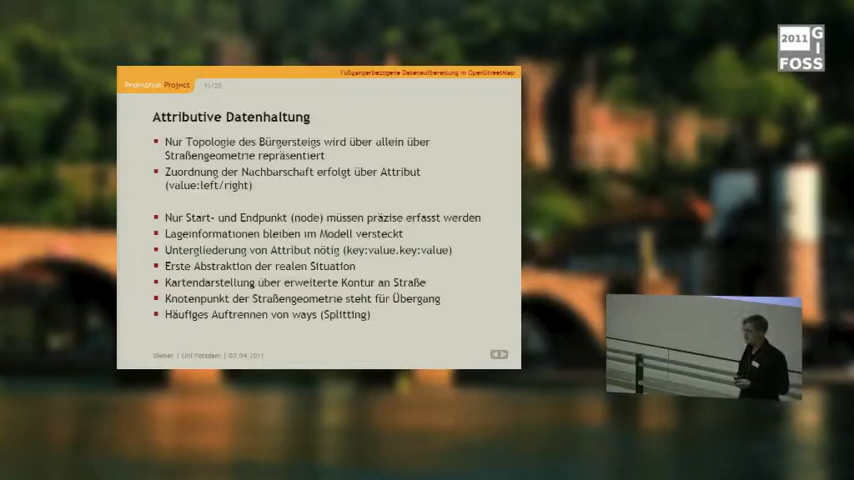 2011 G
I
FOSS
Fußgängerbezogene Datenaufbereitung in OpenStreetMap
Pedestrian Project 11/22
Attributive Datenhaltung
Nur Topologie des Bürgersteigs wird über allein über
Straßengeometrie repräsentiert
Zuordnung der Nachbarschaft erfolgt über Attribut
(value:left/right)
Nur Start- und Endpunkt (node) müssen präzise erfasst werden
Lageinformationen bleiben im Modell versteckt
Untergliederung von Attribut nötig (key:value.key:value)
Erste Abstraktion der realen Situation
Kartendarstellung über erweiterte Kontur an Straße
Knotenpunkt der Straßengeometrie steht für Übergang
Häufiges Auftrennen von ways (Splitting)
| Uni Potsdam | 02.04.2011